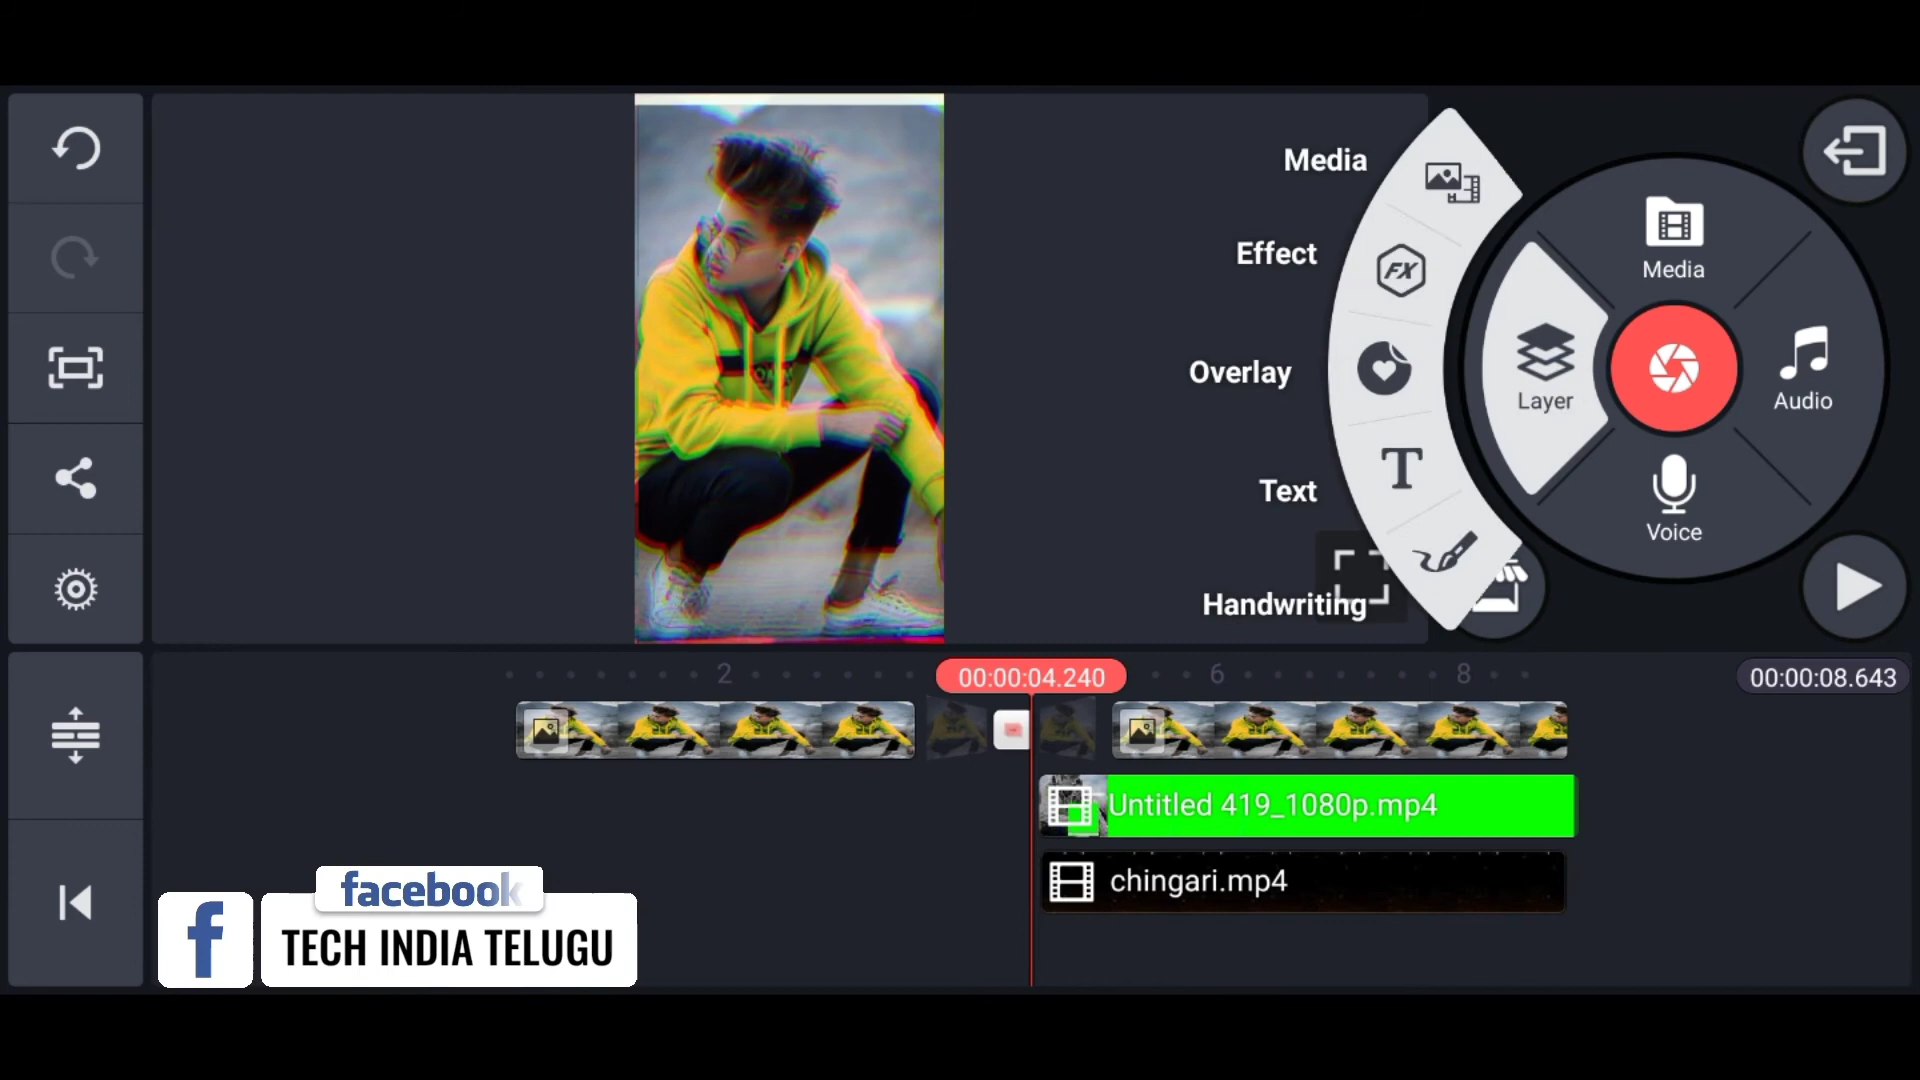 Media
Effect
Overlay
Text
Handwriting
FX
T
Media
Layer
Audio
Voice
2
00:00:04.240
6
8
00:00:08.643
Untitled 419_1080p.mp4
chingari.mp4
facebook
f
TECH INDIA TELUGU